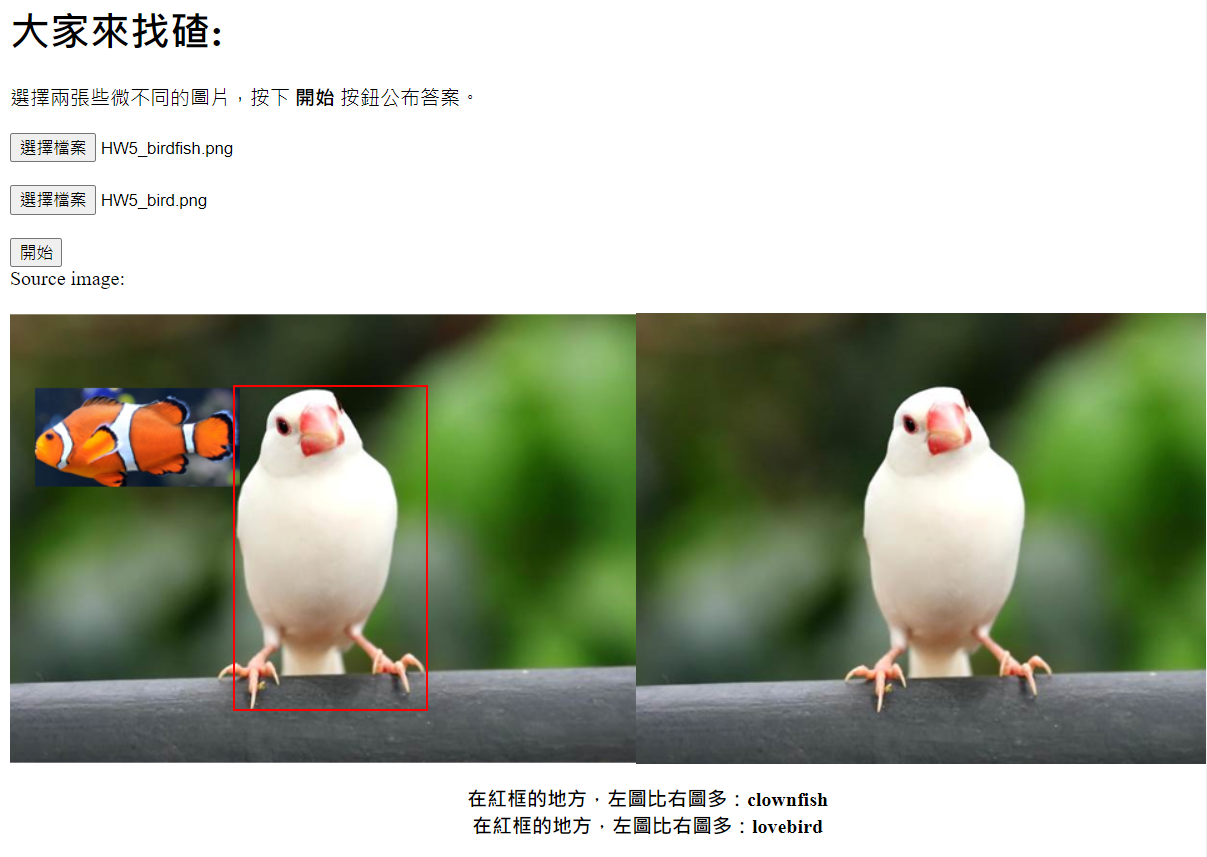 大家來找碴:
選擇兩張些微不同的圖片，按下 開始 按鈕公布答案。
選擇檔案 HW5_birdfish.png
選擇檔案 HW5_bird.png
開始
Source image:
在紅框的地方，左圖比右圖多：clownfish
在紅框的地方，左圖比右圖多：lovebird